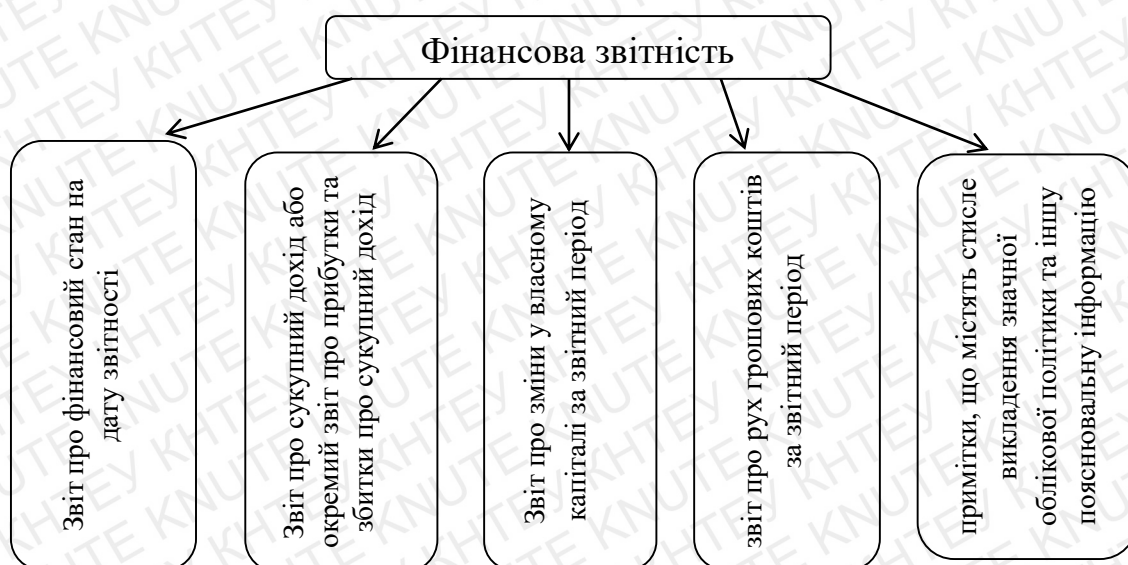 Фінансова звітність
Звіт про фінансовий стан на
дату звітності
Звіт про сукупний дохід або
окремий звіт про прибутки та
збитки про сукупний дохід
Звіт про зміни у власному
капіталі за звітний період
звіт про рух грошових коштів
за звітний період
примітки, що містять стисле
викладення значної
облікової політики та іншу
пояснювальну інформацію